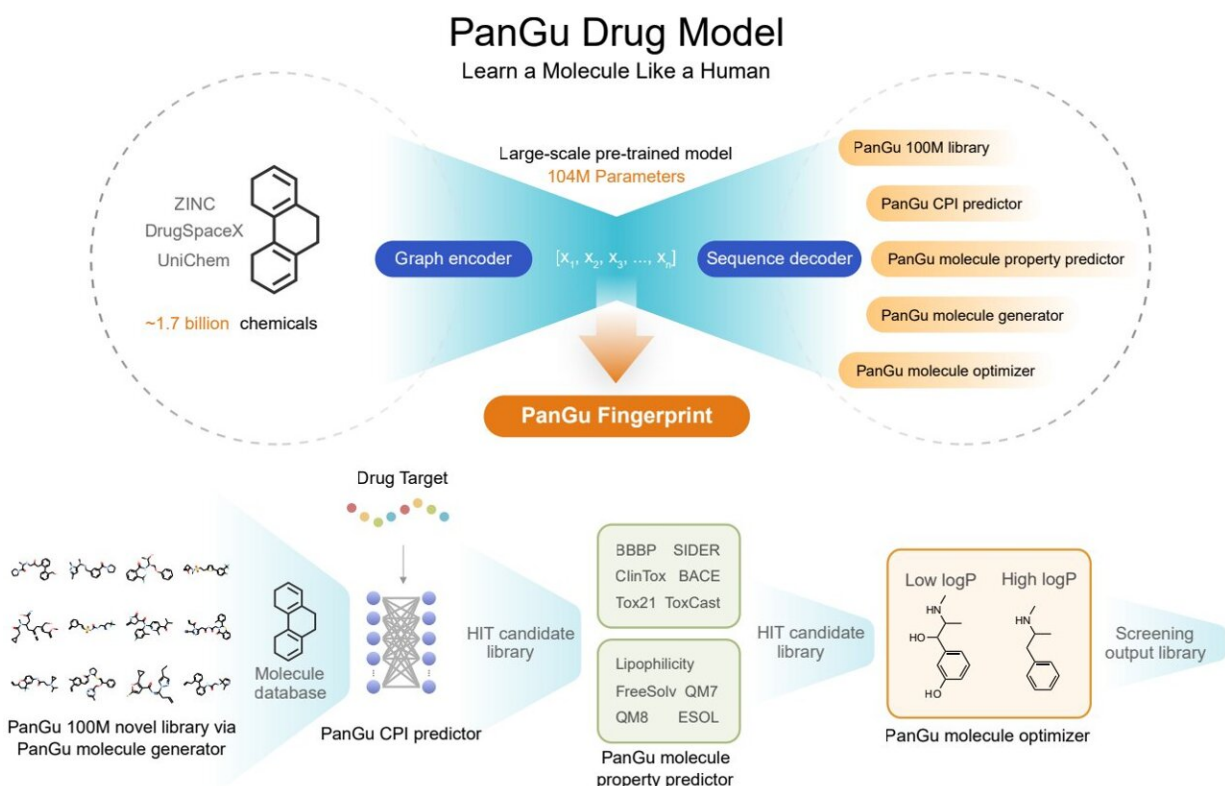 PanGu Drug Model
Learn a Molecule Like a Human
ZINC
DrugSpaceX
UniChem
~1.7 billion chemicals
Graph encoder
Large-scale pre-trained model
104M Parameters
[x₁, x₂, x₃, ..., xₙ]
Sequence decoder
PanGu 100M library
PanGu CPI predictor
PanGu molecule property predictor
PanGu molecule generator
PanGu molecule optimizer
PanGu Fingerprint
PanGu 100M novel library via
PanGu molecule generator
Molecule
database
Drug Target
PanGu CPI predictor
HIT candidate
library
BBBP SIDER
ClinTox BACE
Tox21 ToxCast
Lipophilicity
FreeSolv QM7
QM8 ESOL
PanGu molecule
property predictor
HIT candidate
library
Low logP
HN
HO
HO
High logP
HN
PanGu molecule optimizer
Screening
output library